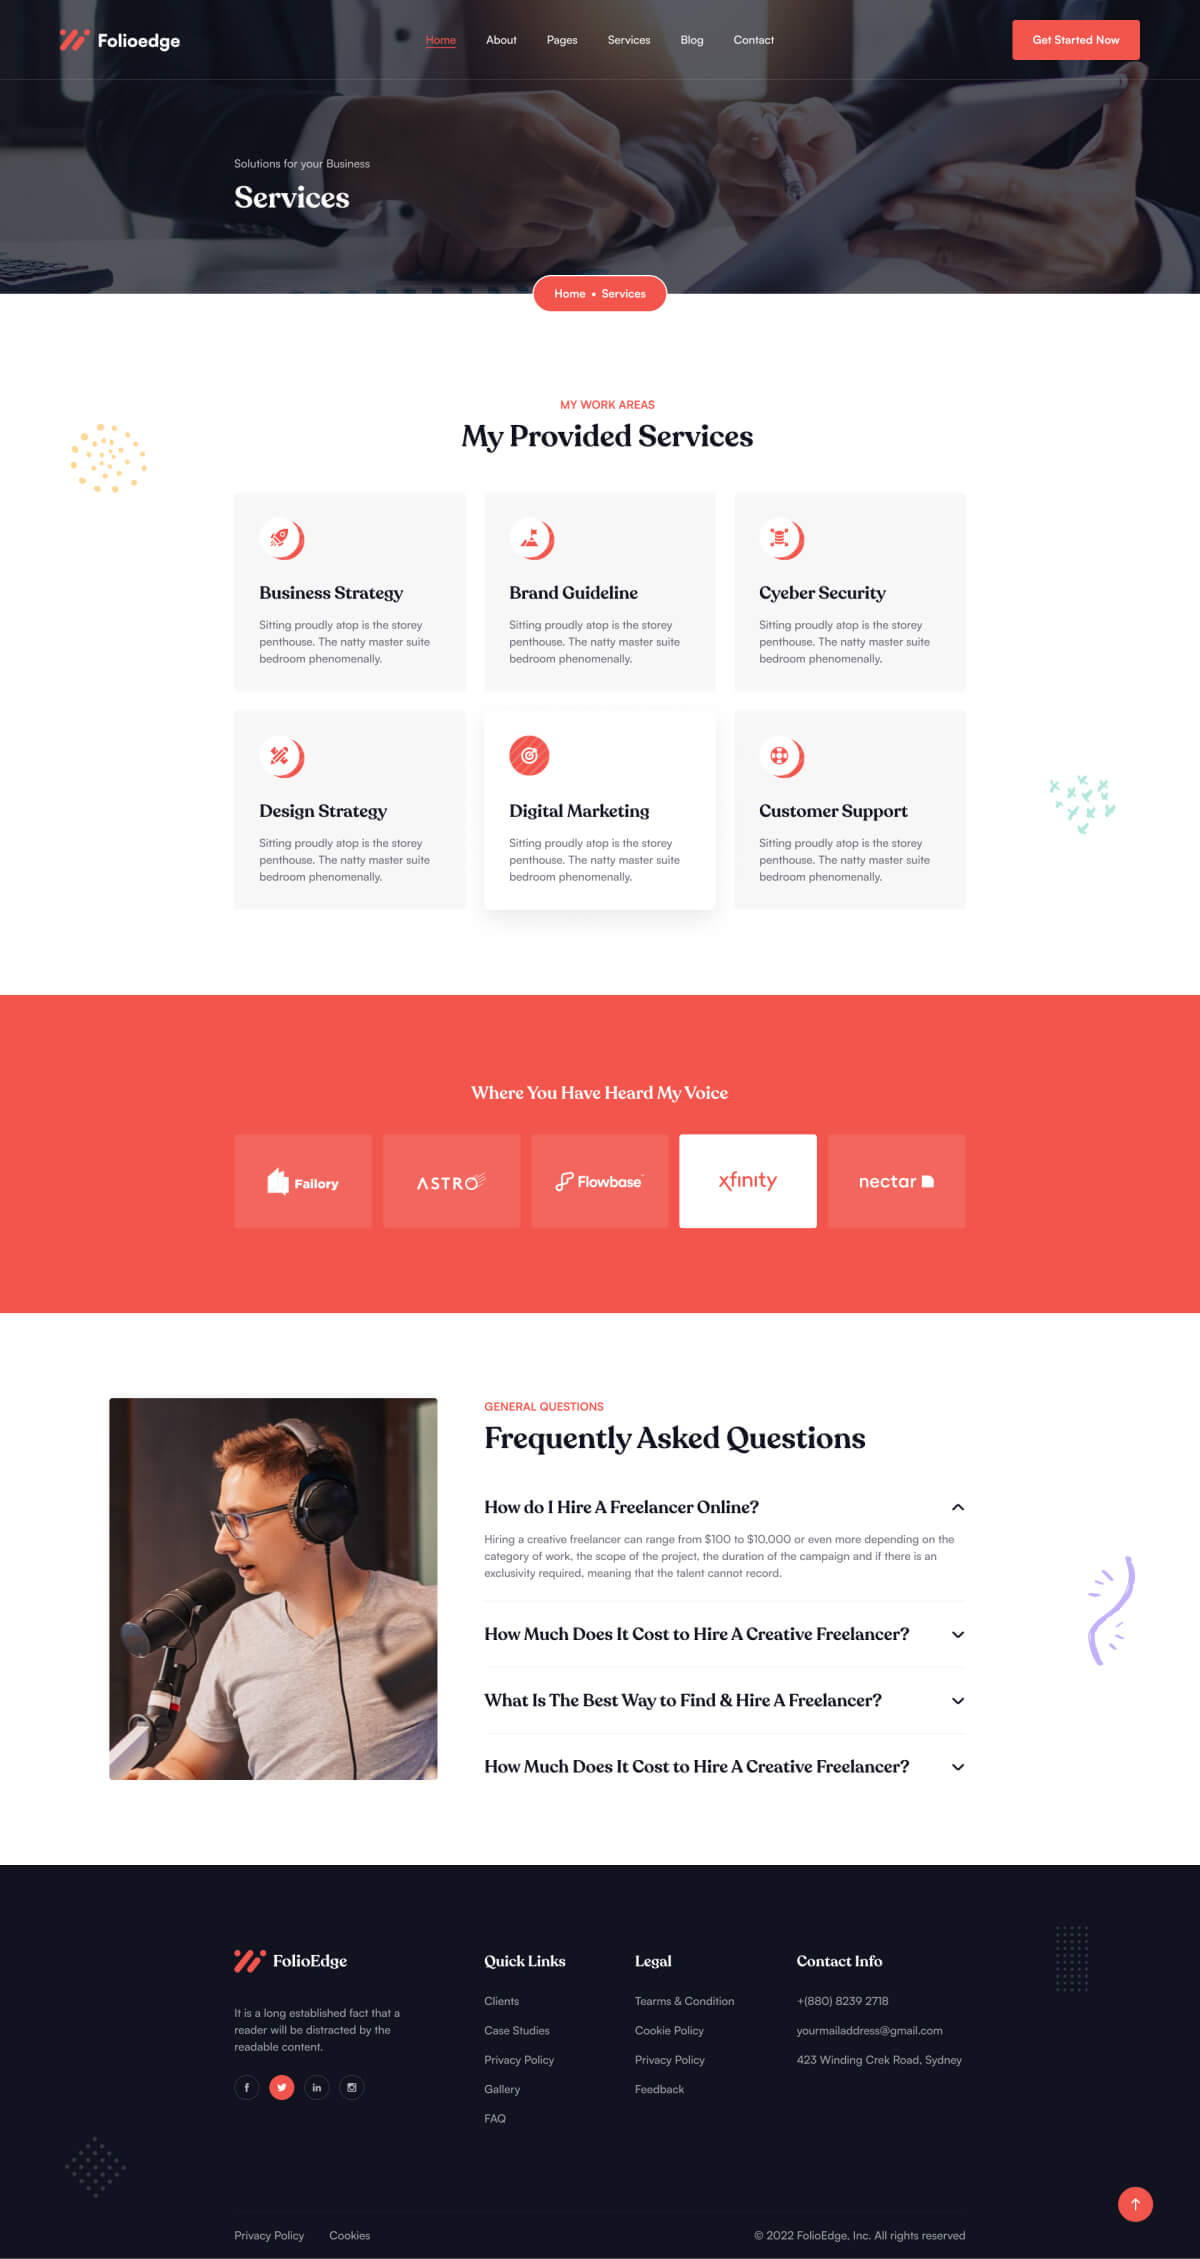 Folioedge
Home About Pages Services Blog Contact
Get Started Now
Solutions for your Business
Services
Home • Services
MY WORK AREAS
My Provided Services
Business Strategy
Sitting proudly atop is the storey
penthouse. The natty master suite
bedroom phenomenally.
Brand Guideline
Sitting proudly atop is the storey
penthouse. The natty master suite
bedroom phenomenally.
Cyeber Security
Sitting proudly atop is the storey
penthouse. The natty master suite
bedroom phenomenally.
Design Strategy
Sitting proudly atop is the storey
penthouse. The natty master suite
bedroom phenomenally.
Digital Marketing
Sitting proudly atop is the storey
penthouse. The natty master suite
bedroom phenomenally.
Customer Support
Sitting proudly atop is the storey
penthouse. The natty master suite
bedroom phenomenally.
Where You Have Heard My Voice
Failory
ASTRO
Flowbase
xfinity
nectar
GENERAL QUESTIONS
Frequently Asked Questions
How do I Hire A Freelancer Online?
Hiring a creative freelancer can range from $100 to $10,000 or even more depending on the
category of work, the scope of the project, the duration of the campaign and if there is an
exclusivity required, meaning that the talent cannot record.
How Much Does It Cost to Hire A Creative Freelancer?
What Is The Best Way to Find & Hire A Freelancer?
How Much Does It Cost to Hire A Creative Freelancer?
FolioEdge
It is a long established fact that a
reader will be distracted by the
readable content.
Quick Links
Clients
Case Studies
Privacy Policy
Gallery
FAQ
Legal
Tearms & Condition
Cookie Policy
Privacy Policy
Feedback
Contact Info
+(880) 8239 2718
yourmailaddress@gmail.com
423 Winding Crek Road, Sydney
Privacy Policy Cookies
© 2022 FolioEdge, Inc. All rights reserved